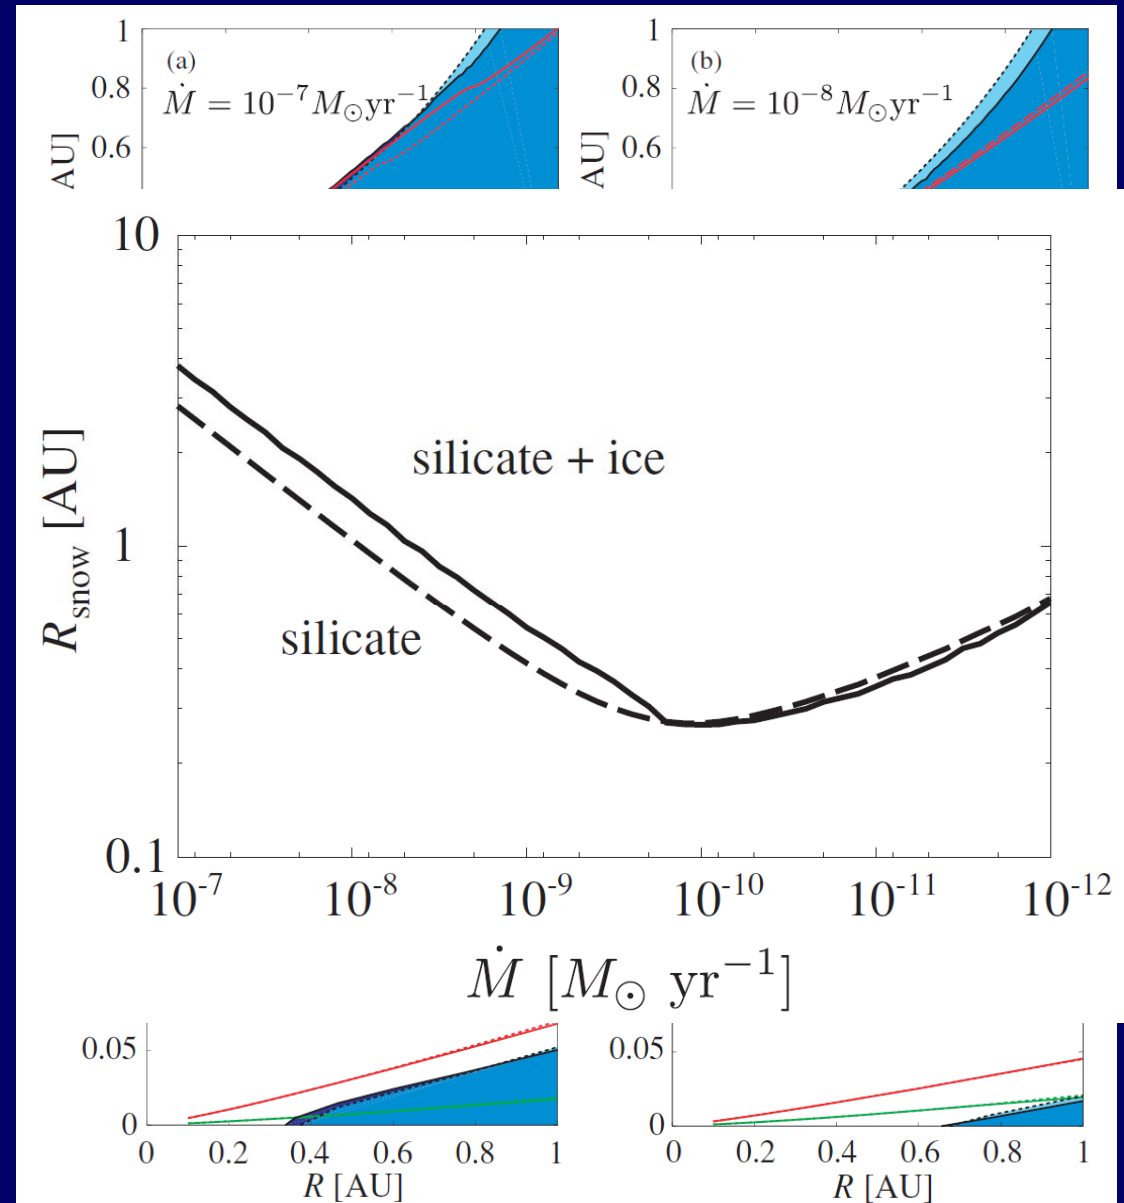 (a)
Ṁ = 10⁻⁷ M☉yr⁻¹
1
0.8
0.6
AU]
(b)
Ṁ = 10⁻⁸ M☉yr⁻¹
1
0.8
0.6
AU]
10
1
0.1
R_snow [AU]
silicate + ice
silicate
10⁻⁷ 10⁻⁸ 10⁻⁹ 10⁻¹⁰ 10⁻¹¹ 10⁻¹²
Ṁ [M☉ yr⁻¹]
0.05
0
0 0.2 0.4 0.6 0.8 1
R [AU]
0.05
0
0 0.2 0.4 0.6 0.8 1
R [AU]